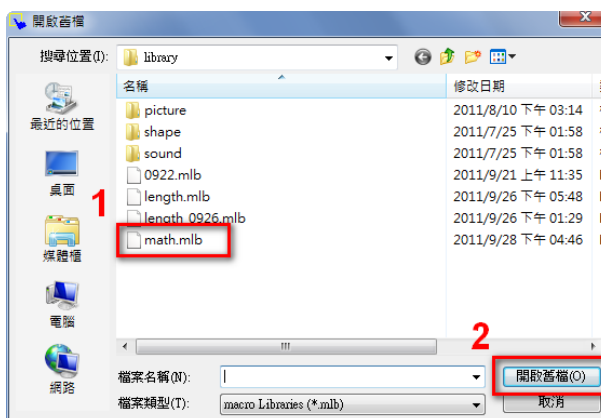 開啟舊檔
搜尋位置(I): library
名稱 修改日期
picture 2011/8/10 下午 03:14
shape 2011/7/25 下午 01:58
sound 2011/7/25 下午 01:58
0922.mlb 2011/9/21 上午 11:35
length.mlb 2011/9/26 下午 05:48
length_0926.mlb 2011/9/26 下午 01:29
math.mlb 2011/9/28 下午 04:46
最近的位置
桌面
1
媒體櫃
電腦
網路
2
檔案名稱(N): 開啟舊檔(O)
檔案類型(T): macro Libraries (*.mlb) 取消